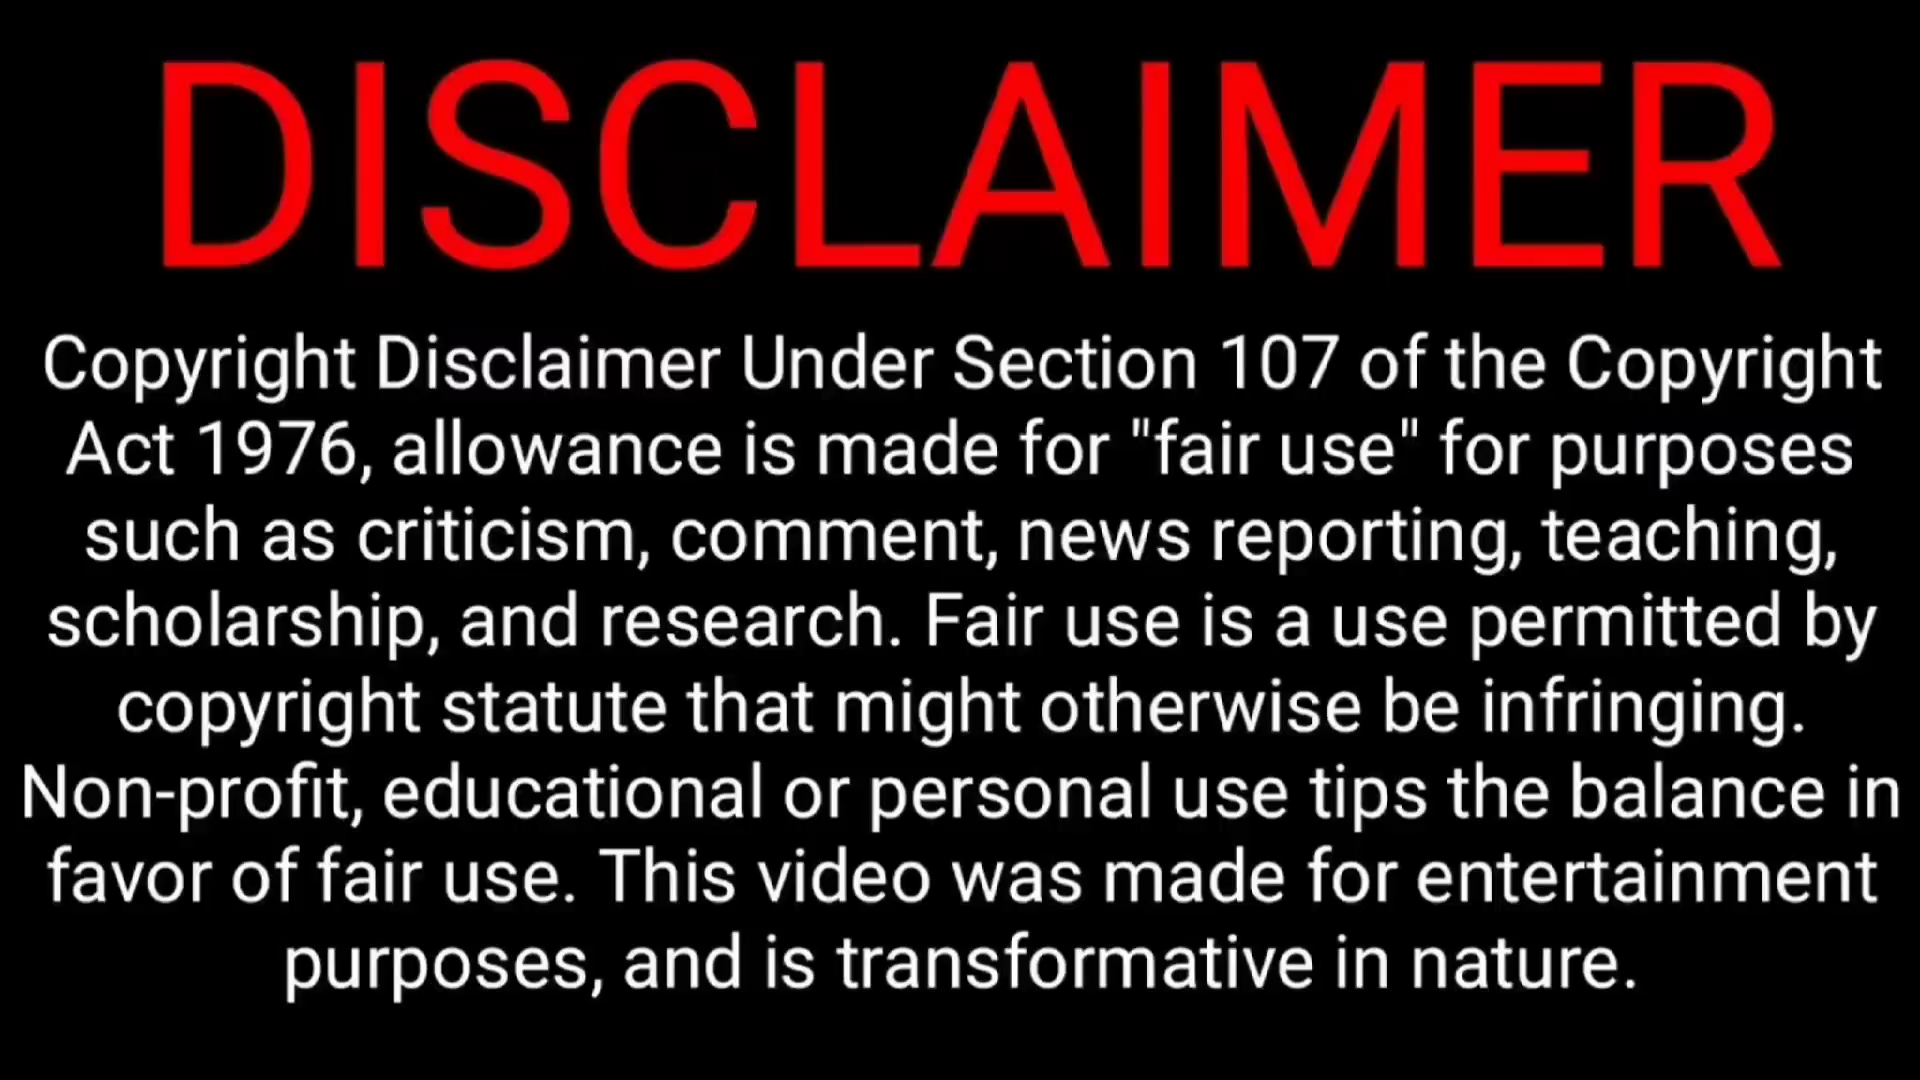 DISCLAIMER
Copyright Disclaimer Under Section 107 of the Copyright
Act 1976, allowance is made for "fair use" for purposes
such as criticism, comment, news reporting, teaching,
scholarship, and research. Fair use is a use permitted by
copyright statute that might otherwise be infringing.
Non-profit, educational or personal use tips the balance in
favor of fair use. This video was made for entertainment
purposes, and is transformative in nature.